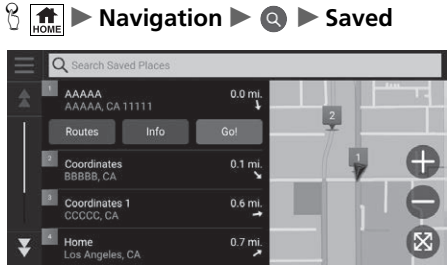 HOME ▶ Navigation ▶ ▶ Saved
Search Saved Places
1 AAAAA 0.0 mi.
AAAAA, CA 11111
Routes Info Go!
2 Coordinates 0.1 mi.
BBBBB, CA
3 Coordinates 1 0.6 mi.
CCCCC, CA
4 Home 0.7 mi.
Los Angeles, CA
2
1